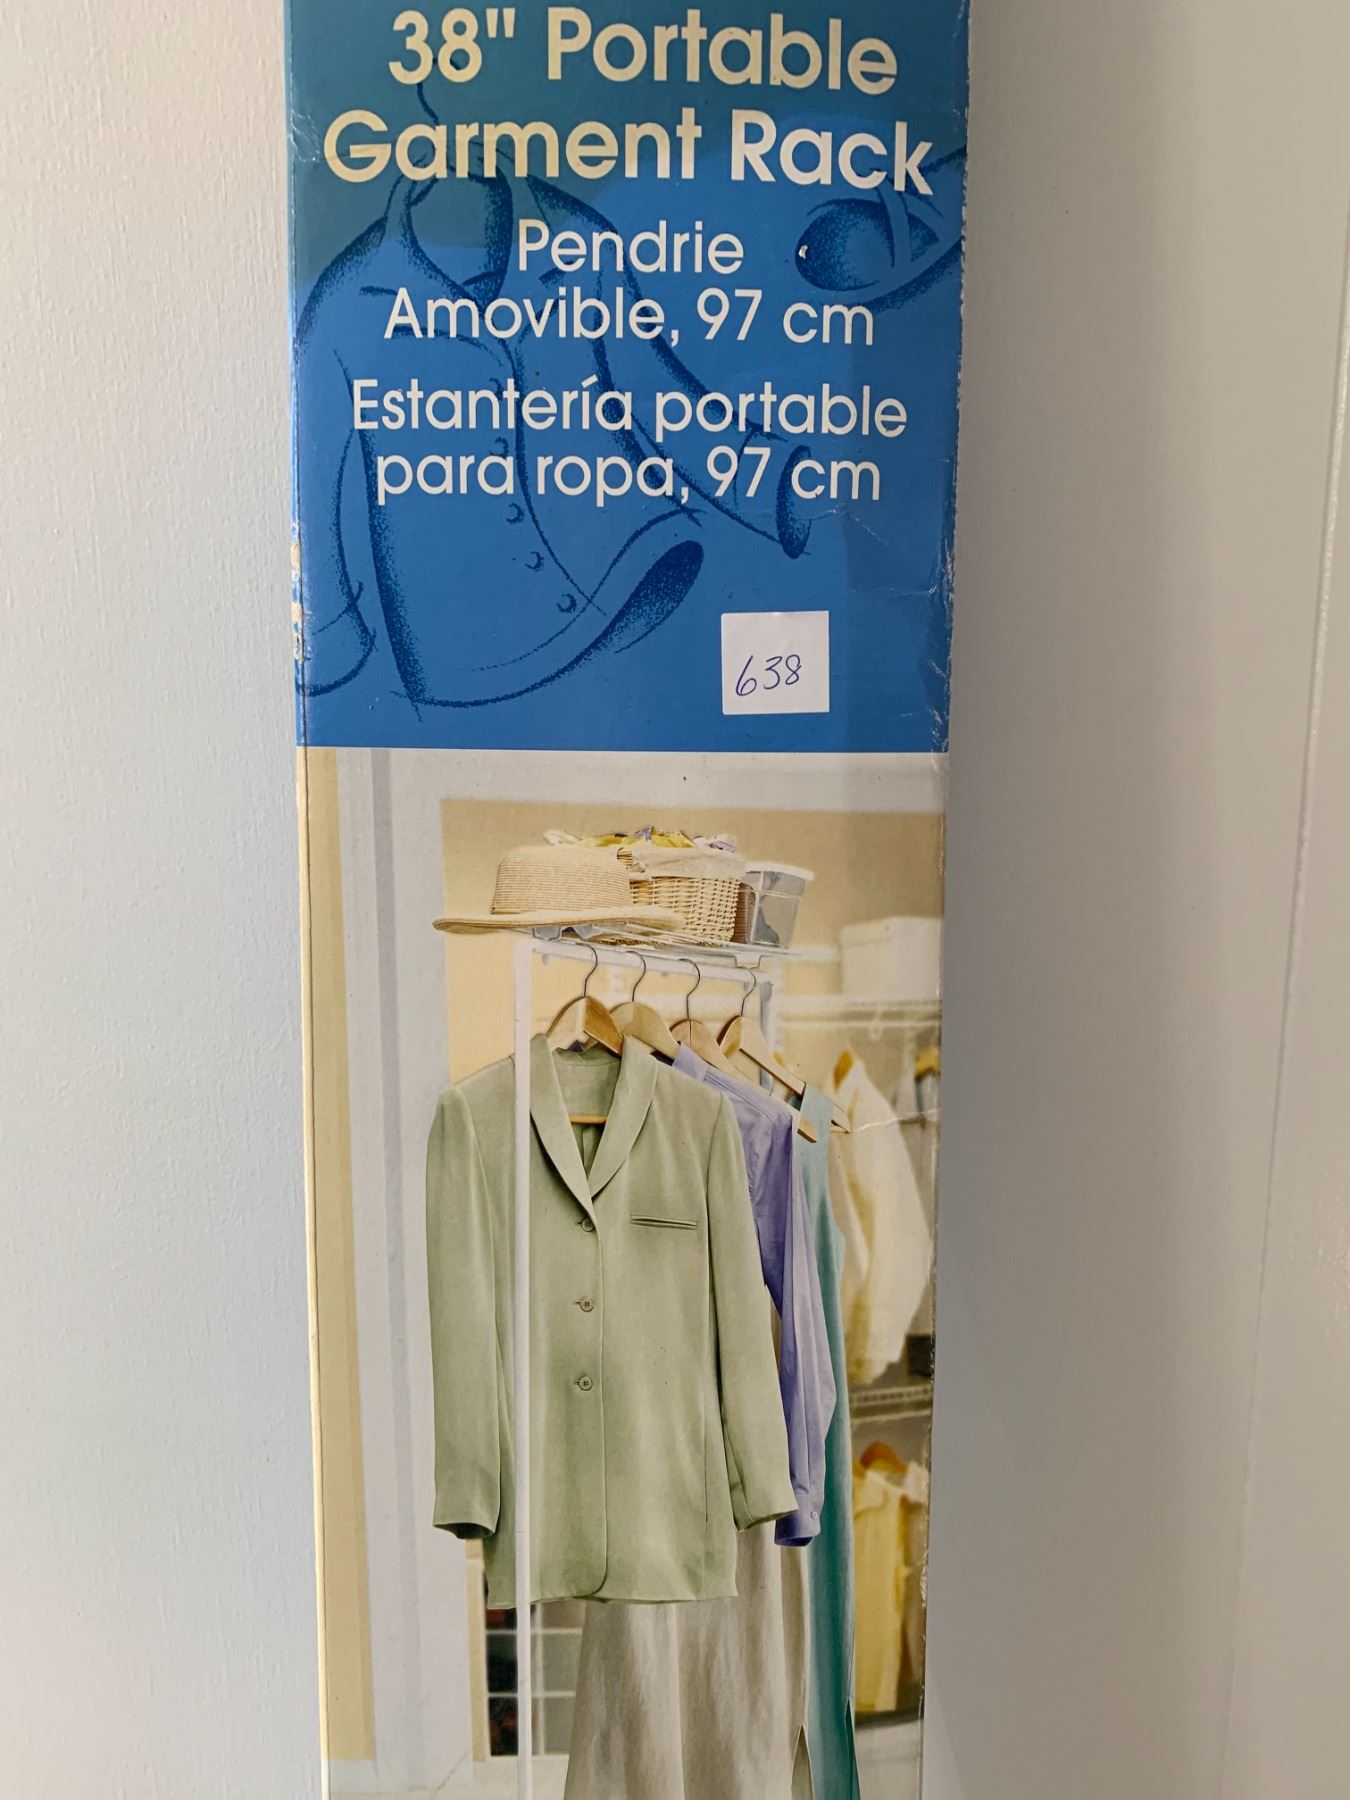 38" Portable
Garment Rack
Pendrie
Amovible, 97 cm
Estantería portable
para ropa, 97 cm
638